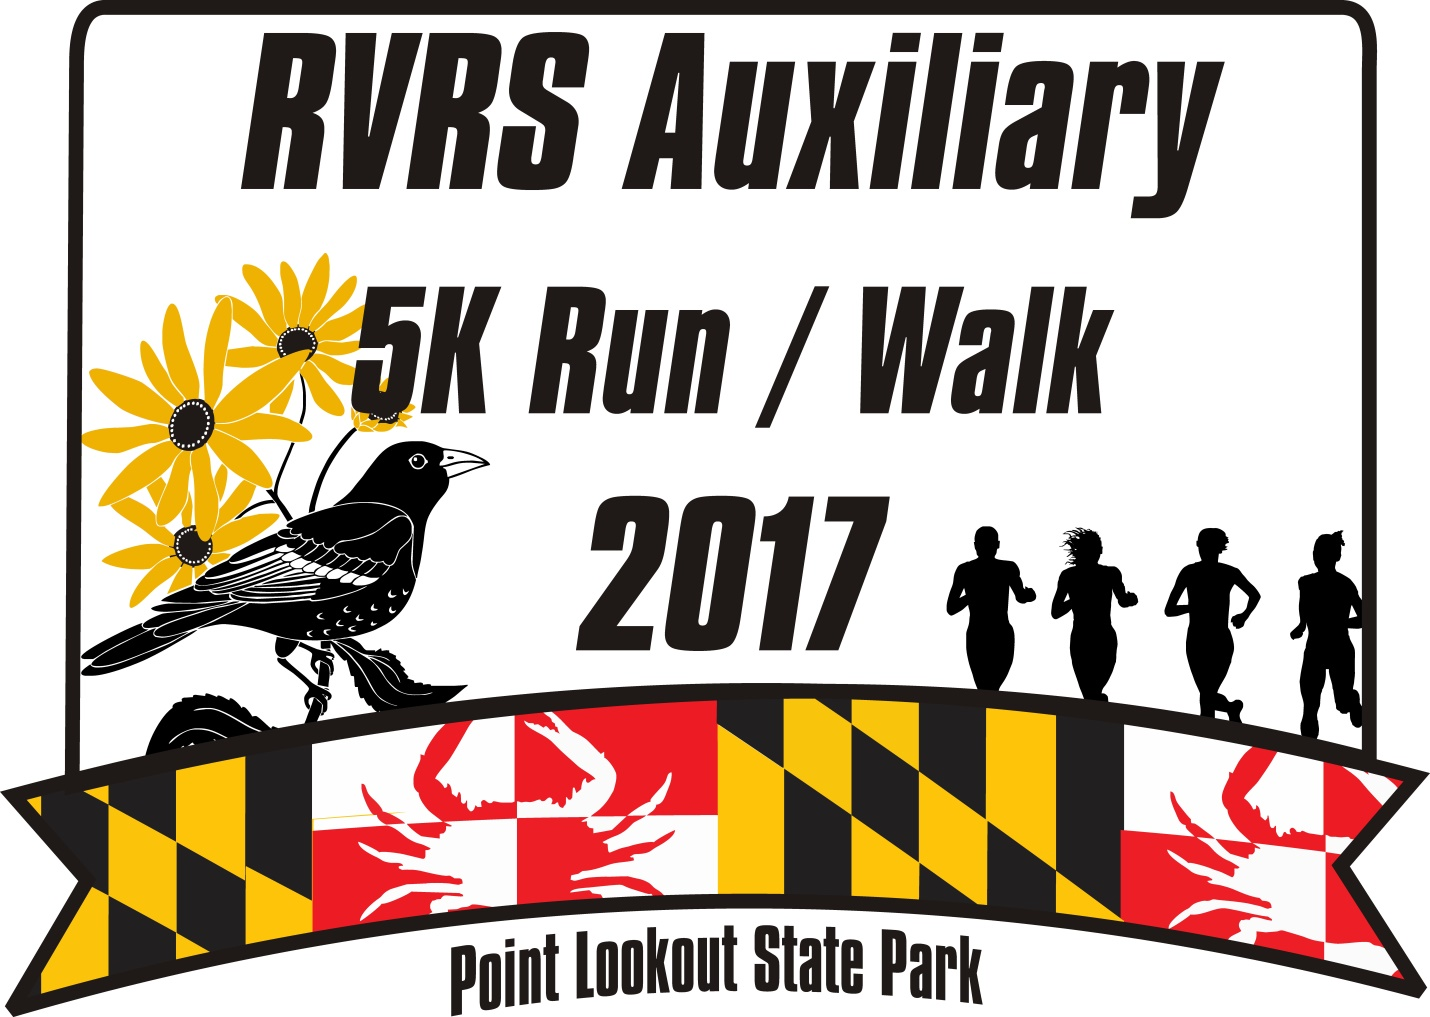 RVRS Auxiliary
5K Run / Walk
2017
Point Lookout State Park